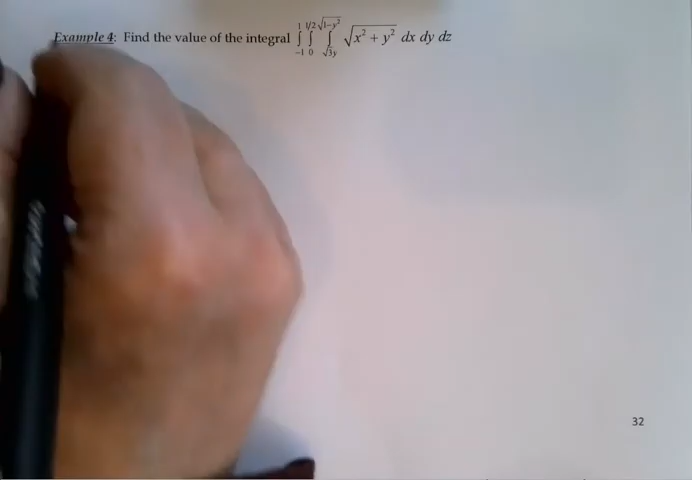 Example 4: Find the value of the integral ∫_{-1}^{1} ∫_{0}^{1/2} ∫_{√3y}^{√1−y²} √x² + y² dx dy dz
32